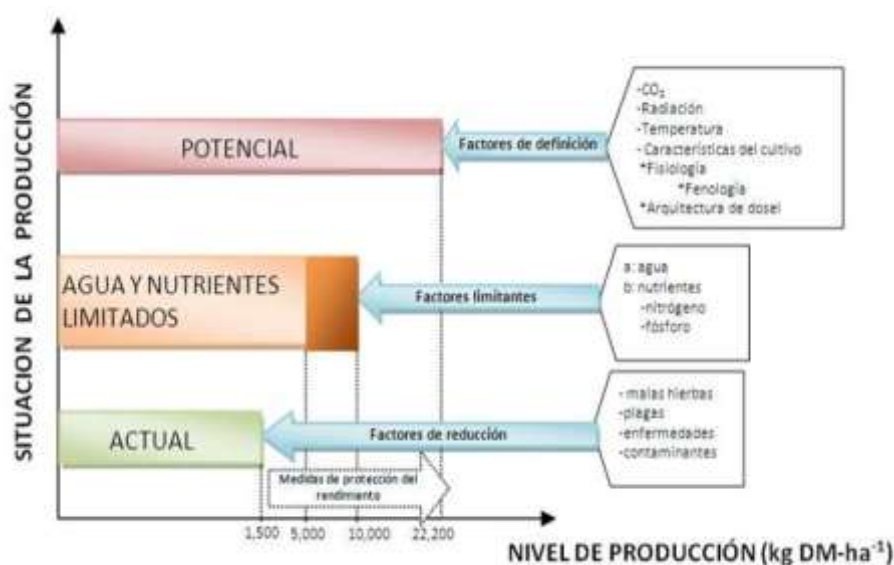 SITUACION DE LA PRODUCCIÓN
POTENCIAL
Factores de definición
-CO₂
-Radiación
-Temperatura
- Características del cultivo
*Fisiología
*Fenología
*Arquitectura de dosel
AGUA Y NUTRIENTES
LIMITADOS
Factores limitantes
a: agua
b: nutrientes
-nitrógeno
-fósforo
ACTUAL
Factores de reducción
- malas hierbas
-plagas
-enfermedades
-contaminantes
Medidas de protección del
rendimiento
1,500 5,000 10,000 22,200
NIVEL DE PRODUCCIÓN (kg DM-ha⁻¹)